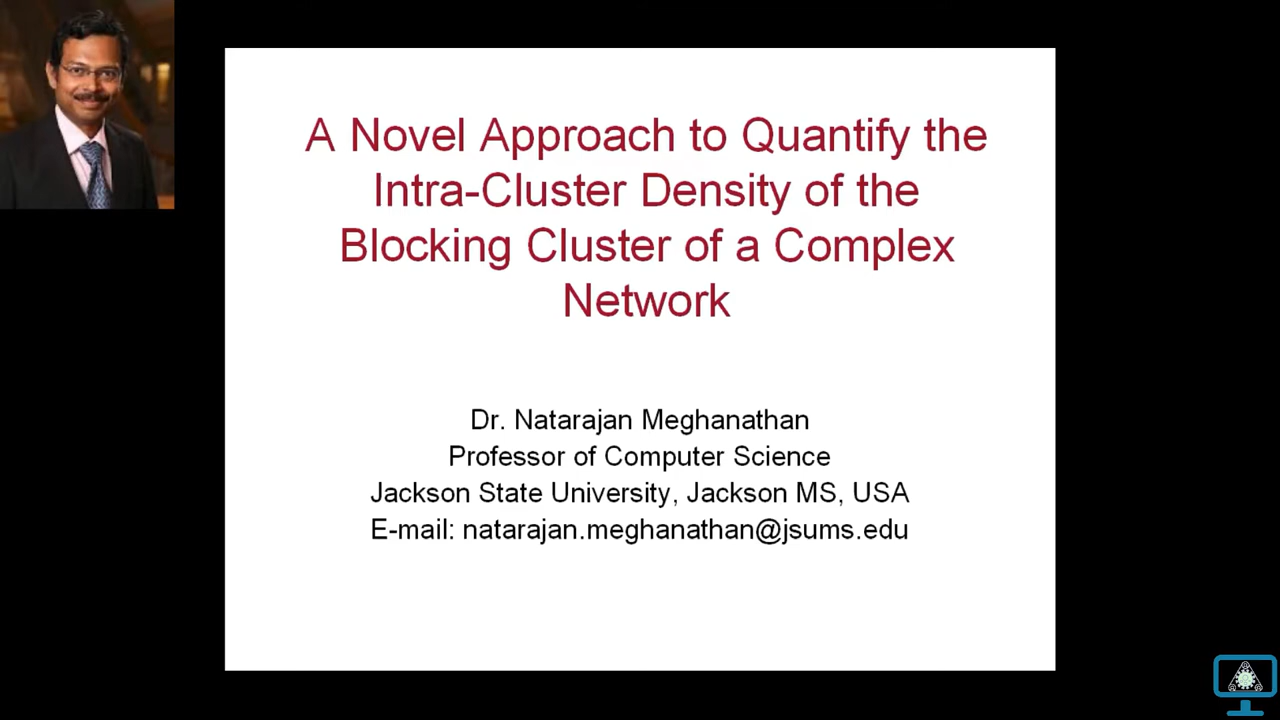 A Novel Approach to Quantify the
Intra-Cluster Density of the
Blocking Cluster of a Complex
Network
Dr. Natarajan Meghanathan
Professor of Computer Science
Jackson State University, Jackson MS, USA
E-mail: natarajan.meghanathan@jsums.edu